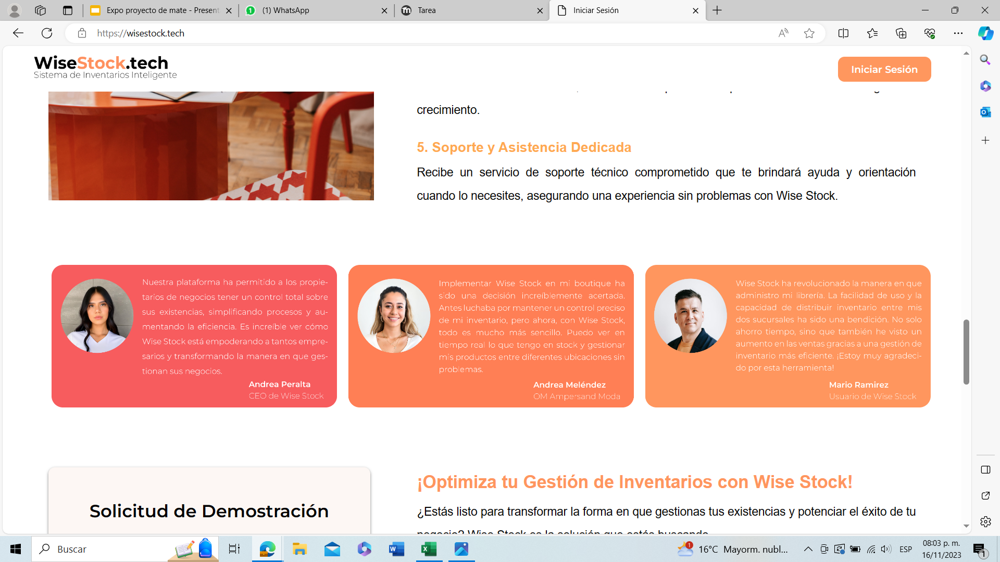 Expo proyecto de mate - Present
(1) WhatsApp
Tarea
Iniciar Sesión
https://wisestock.tech
WiseStock.tech
Sistema de Inventarios Inteligente
Iniciar Sesión
crecimiento.
5. Soporte y Asistencia Dedicada
Recibe un servicio de soporte técnico comprometido que te brindará ayuda y orientación
cuando lo necesites, asegurando una experiencia sin problemas con Wise Stock.
Nuestra plataforma ha permitido a los propie-
tarios de negocios tener un control total sobre
sus existencias, simplificando procesos y au-
mentando la eficiencia. Es increíble ver cómo
Wise Stock está empoderando a tantos empre-
sarios y transformando la manera en que ges-
tionan sus negocios.
Andrea Peralta
CEO de Wise Stock
Implementar Wise Stock en mi boutique ha
sido una decisión increíblemente acertada.
Antes luchaba por mantener un control preciso
de mi inventario, pero ahora, con Wise Stock,
todo es mucho más sencillo. Puedo ver en
tiempo real lo que tengo en stock y gestionar
mis productos entre diferentes ubicaciones sin
problemas.
Andrea Meléndez
OM Ampersand Moda
Wise Stock ha revolucionado la manera en que
administro mi librería. La facilidad de uso y la
capacidad de distribuir inventario entre mis
dos sucursales ha sido una bendición. No solo
ahorro tiempo, sino que también he visto un
aumento en las ventas gracias a una gestión de
inventario más eficiente. ¡Estoy muy agradeci-
do por esta herramienta!
Mario Ramirez
Usuario de Wise Stock
Solicitud de Demostración
¡Optimiza tu Gestión de Inventarios con Wise Stock!
¿Estás listo para transformar la forma en que gestionas tus existencias y potenciar el éxito de tu
negocio? Wise Stock es la solución que estás buscando.
Buscar
1
16°C Mayorm. nubl...
ESP
08:03 p. m.
16/11/2023
1